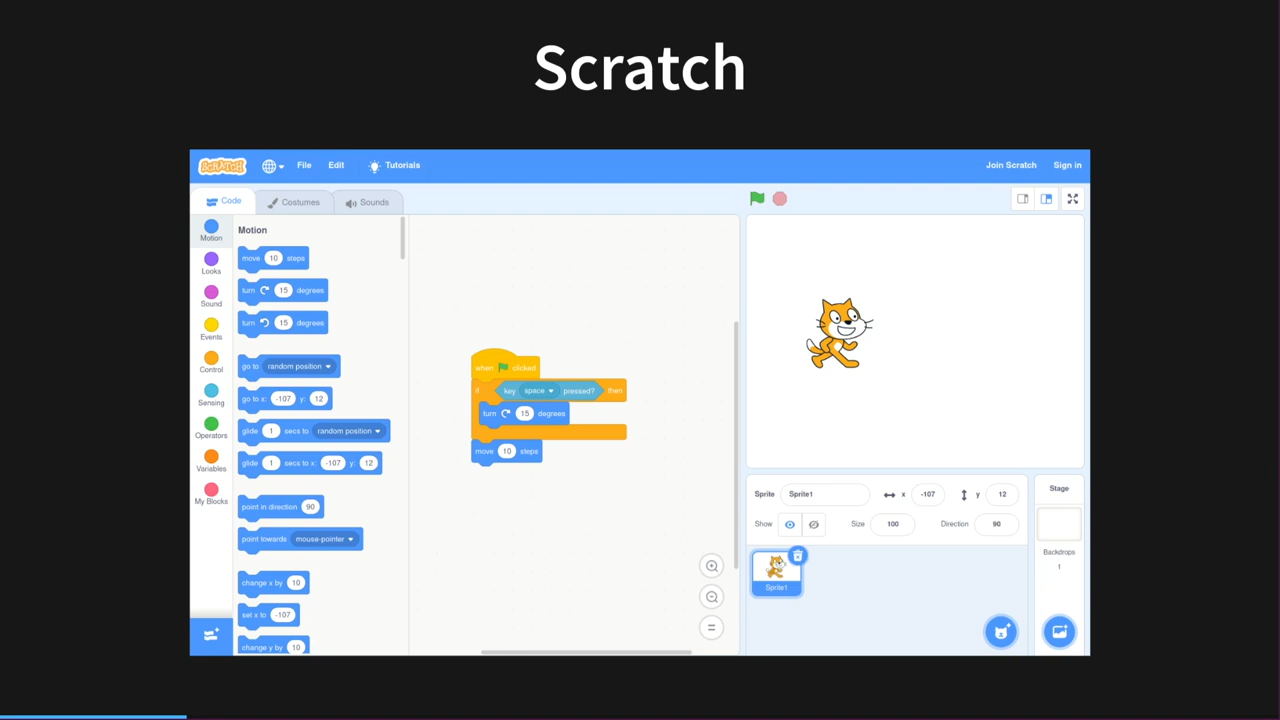 Scratch
SCRATCH File Edit Tutorials Join Scratch Sign in
Code Costumes Sounds
Motion
Looks
Sound
Events
Control
Sensing
Operators
Variables
My Blocks
Motion
move 10 steps
turn 15 degrees
turn 15 degrees
go to random position
go to x: -107 y: 12
glide 1 secs to random position
glide 1 secs to x: -107 y: 12
point in direction 90
point towards mouse-pointer
change x by 10
set x to -107
change y by 10
when clicked
if key space pressed? then
turn 15 degrees
move 10 steps
Sprite Sprite1 x -107 y 12
Show Size 100 Direction 90
Sprite1
Stage
Backdrops
1